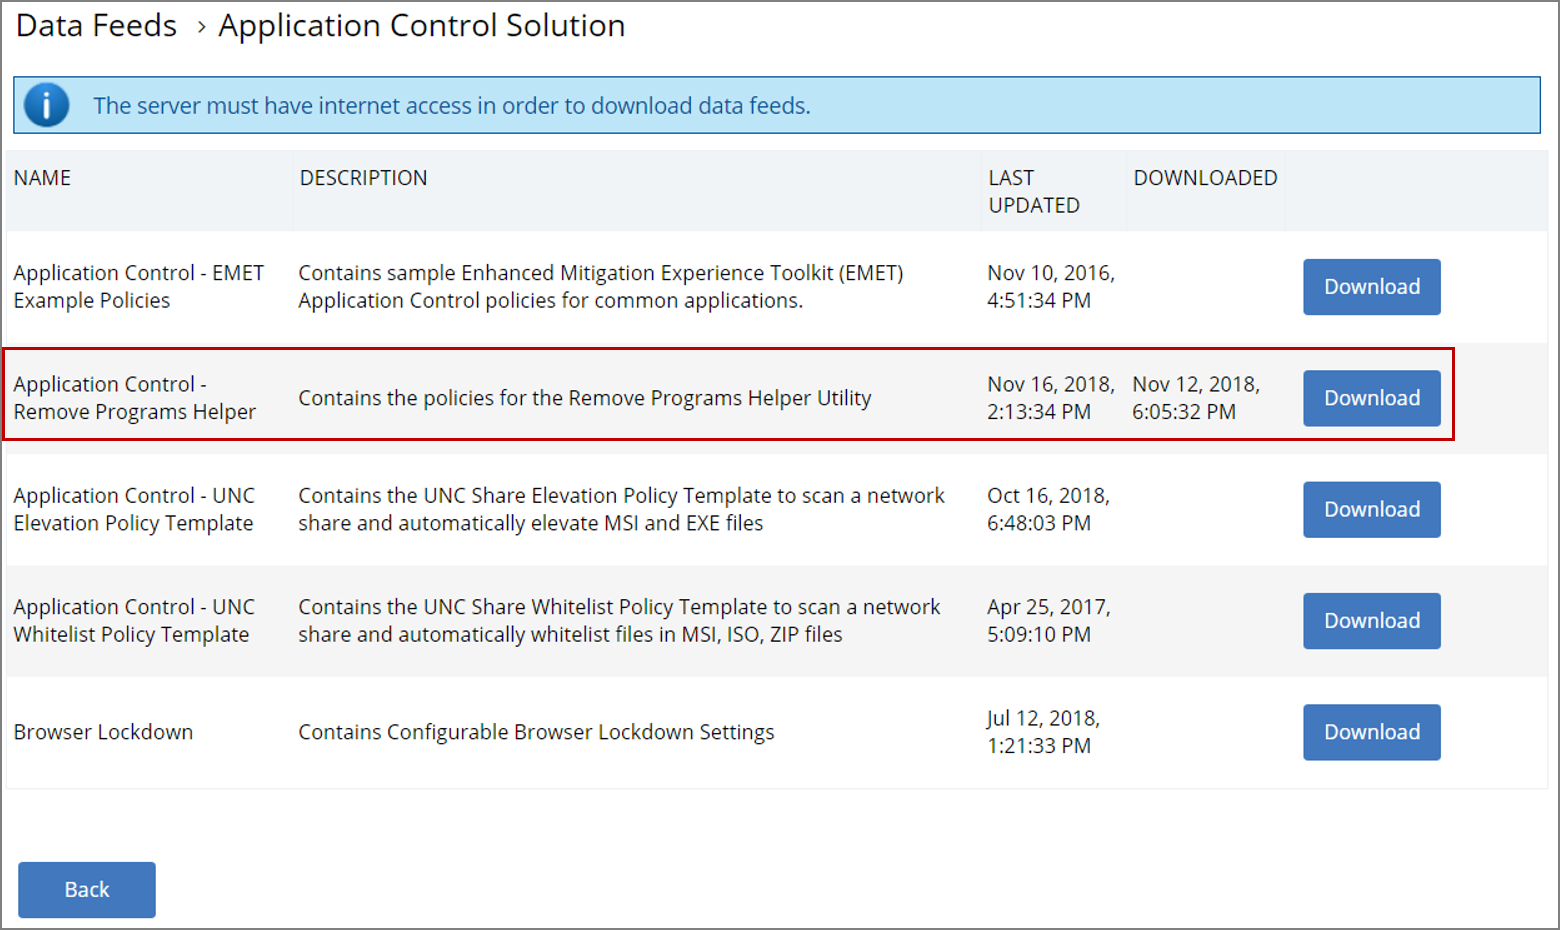 Data Feeds › Application Control Solution
The server must have internet access in order to download data feeds.
NAME
DESCRIPTION
LAST
UPDATED
DOWNLOADED
Application Control - EMET
Example Policies
Contains sample Enhanced Mitigation Experience Toolkit (EMET)
Application Control policies for common applications.
Nov 10, 2016,
4:51:34 PM
Download
Application Control -
Remove Programs Helper
Contains the policies for the Remove Programs Helper Utility
Nov 16, 2018,
2:13:34 PM
Nov 12, 2018,
6:05:32 PM
Download
Application Control - UNC
Elevation Policy Template
Contains the UNC Share Elevation Policy Template to scan a network
share and automatically elevate MSI and EXE files
Oct 16, 2018,
6:48:03 PM
Download
Application Control - UNC
Whitelist Policy Template
Contains the UNC Share Whitelist Policy Template to scan a network
share and automatically whitelist files in MSI, ISO, ZIP files
Apr 25, 2017,
5:09:10 PM
Download
Browser Lockdown
Contains Configurable Browser Lockdown Settings
Jul 12, 2018,
1:21:33 PM
Download
Back